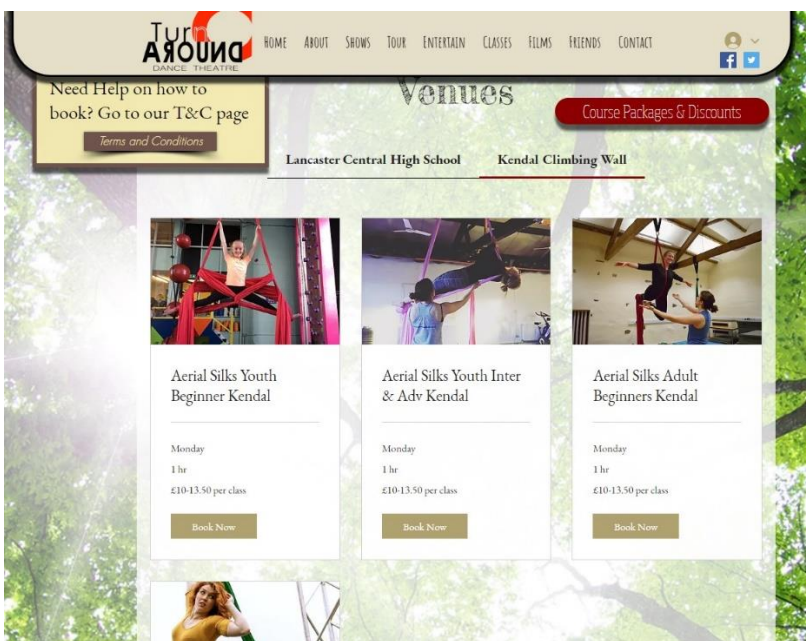 Turn
AROUND
DANCE THEATRE
HOME ABOUT SHOWS TOUR ENTERTAIN CLASSES FILMS FRIENDS CONTACT
Need Help on how to
book? Go to our T&C page
Terms and Conditions
Venues
Course Packages & Discounts
Lancaster Central High School Kendal Climbing Wall
Aerial Silks Youth
Beginner Kendal
Monday
1 hr
£10-13.50 per class
Book Now
Aerial Silks Youth Inter
& Adv Kendal
Monday
1 hr
£10-13.50 per class
Book Now
Aerial Silks Adult
Beginners Kendal
Monday
1 hr
£10-13.50 per class
Book Now